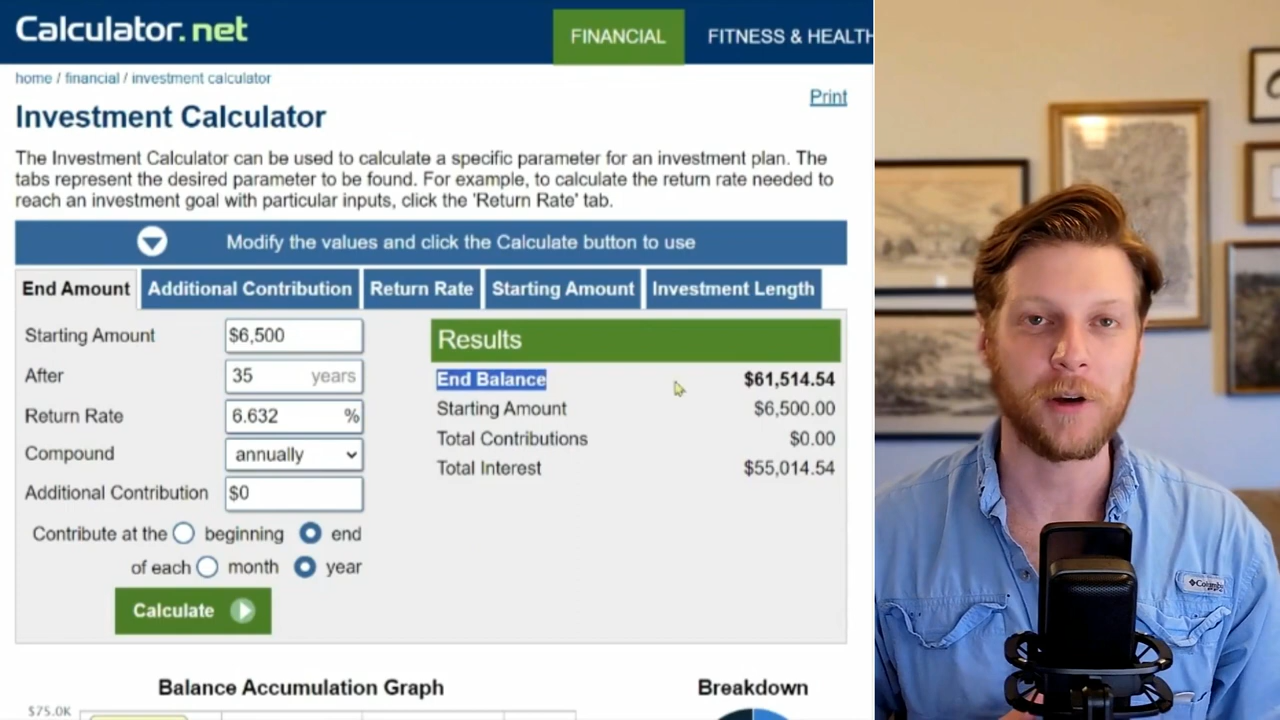 Calculator.net
FINANCIAL
FITNESS & HEALTH
home / financial / investment calculator
Print
Investment Calculator
The Investment Calculator can be used to calculate a specific parameter for an investment plan. The
tabs represent the desired parameter to be found. For example, to calculate the return rate needed to
reach an investment goal with particular inputs, click the 'Return Rate' tab.
Modify the values and click the Calculate button to use
End Amount
Additional Contribution
Return Rate
Starting Amount
Investment Length
Starting Amount $6,500
After 35 years
Return Rate 6.632 %
Compound annually
Additional Contribution $0
Contribute at the beginning end
of each month year
Calculate
Results
End Balance $61,514.54
Starting Amount $6,500.00
Total Contributions $0.00
Total Interest $55,014.54
Balance Accumulation Graph
Breakdown
$75.0K
Columbia